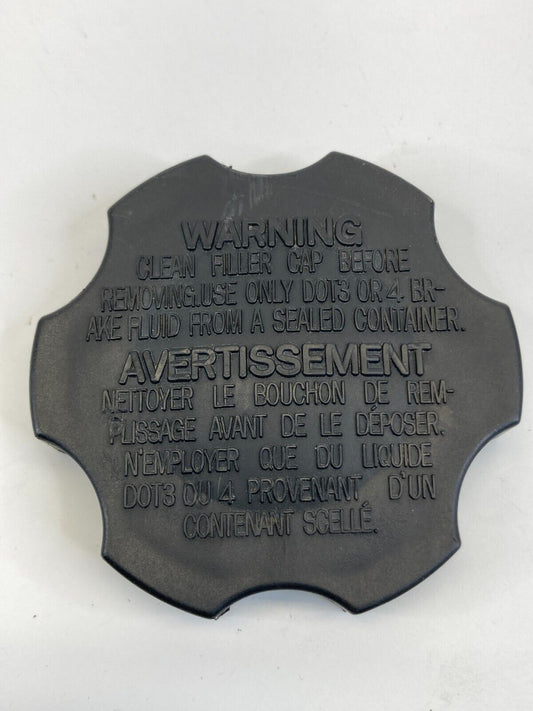 WARNING
CLEAN FILLER CAP BEFORE
REMOVING.USE ONLY DOT3 OR 4. BR-
AKE FLUID FROM A SEALED CONTAINER.
AVERTISSEMENT
NETTOYER LE BOUCHON DE REM-
PLISSAGE AVANT DE LE DÉPOSER.
N'EMPLOYER QUE DU LIQUIDE
DOT3 OU 4 PROVENANT D'UN
CONTENANT SCELLÉ.